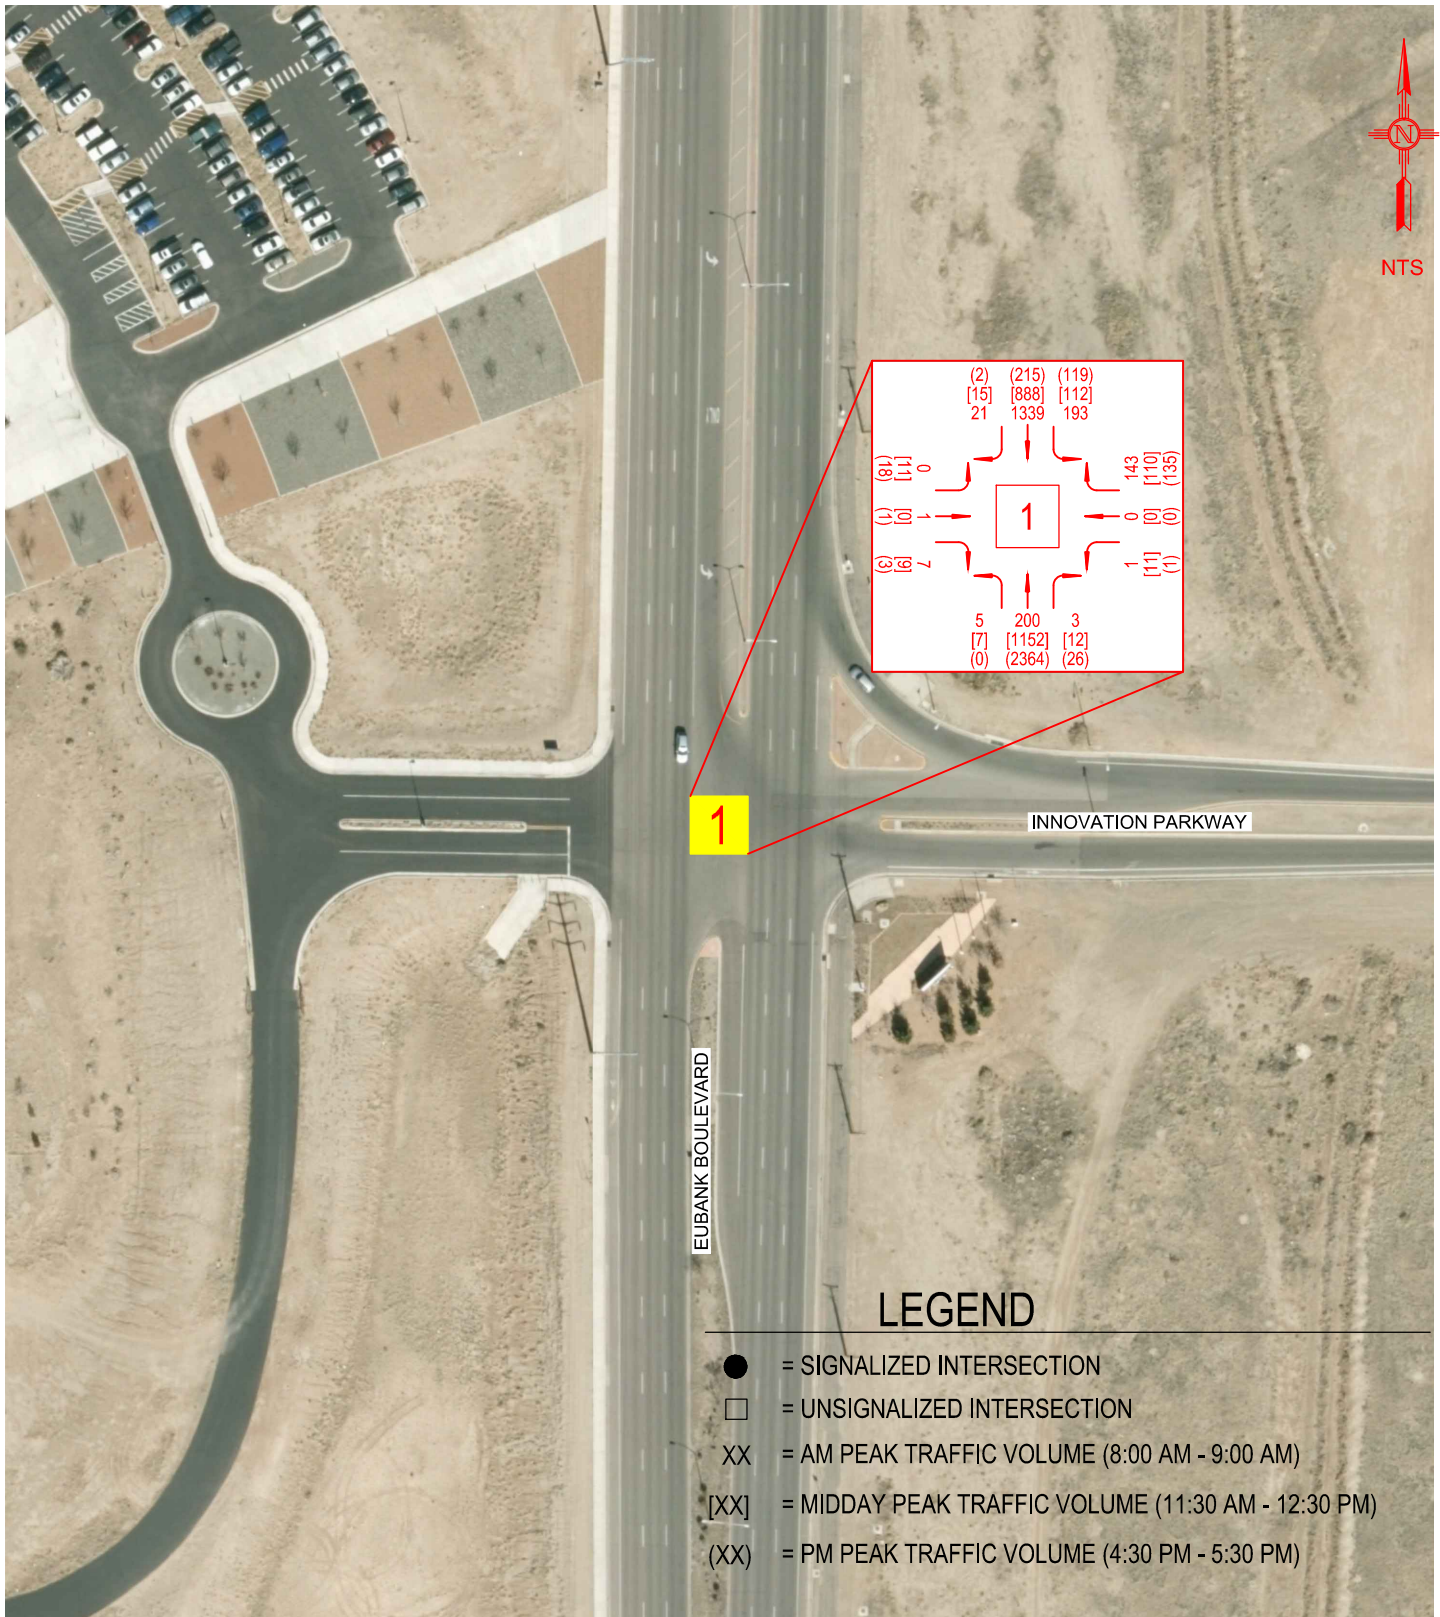 N
NTS
(2) (215) (119)
[15] [888] [112]
21 1339 193
(18) [11] 0
(1) [0] 1
(3) [9] 7
1
143 [110] (135)
0 [0] (0)
1 [11] (1)
5 200 3
[7] [1152] [12]
(0) (2364) (26)
1
INNOVATION PARKWAY
EUBANK BOULEVARD
LEGEND
= SIGNALIZED INTERSECTION
= UNSIGNALIZED INTERSECTION
XX = AM PEAK TRAFFIC VOLUME (8:00 AM - 9:00 AM)
[XX] = MIDDAY PEAK TRAFFIC VOLUME (11:30 AM - 12:30 PM)
(XX) = PM PEAK TRAFFIC VOLUME (4:30 PM - 5:30 PM)